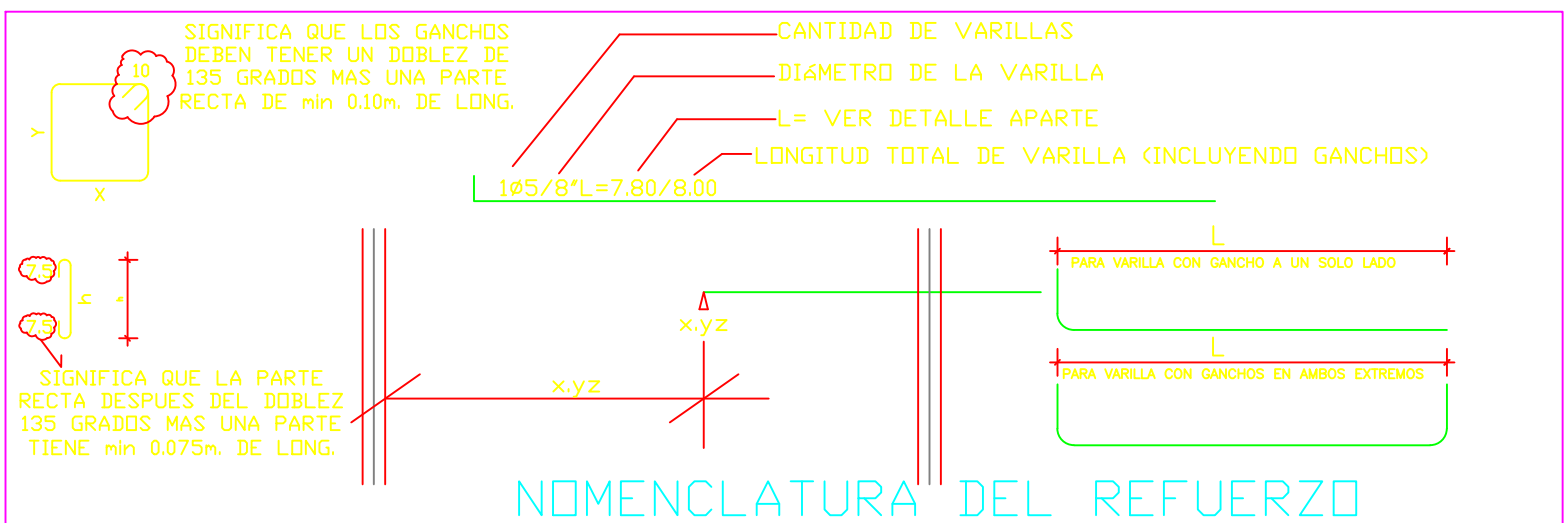 SIGNIFICA QUE LOS GANCHOS
DEBEN TENER UN DOBLEZ DE
135 GRADOS MAS UNA PARTE
RECTA DE min 0.10m. DE LONG.
10
Y
X
CANTIDAD DE VARILLAS
DIáMETRO DE LA VARILLA
L= VER DETALLE APARTE
LONGITUD TOTAL DE VARILLA (INCLUYENDO GANCHOS)
1ø5/8"L=7.80/8.00
7.5
h
7.5
SIGNIFICA QUE LA PARTE
RECTA DESPUES DEL DOBLEZ
135 GRADOS MAS UNA PARTE
TIENE min 0.075m. DE LONG.
x.yz
x.yz
L
PARA VARILLA CON GANCHO A UN SOLO LADO
L
PARA VARILLA CON GANCHOS EN AMBOS EXTREMOS
NOMENCLATURA DEL REFUERZO